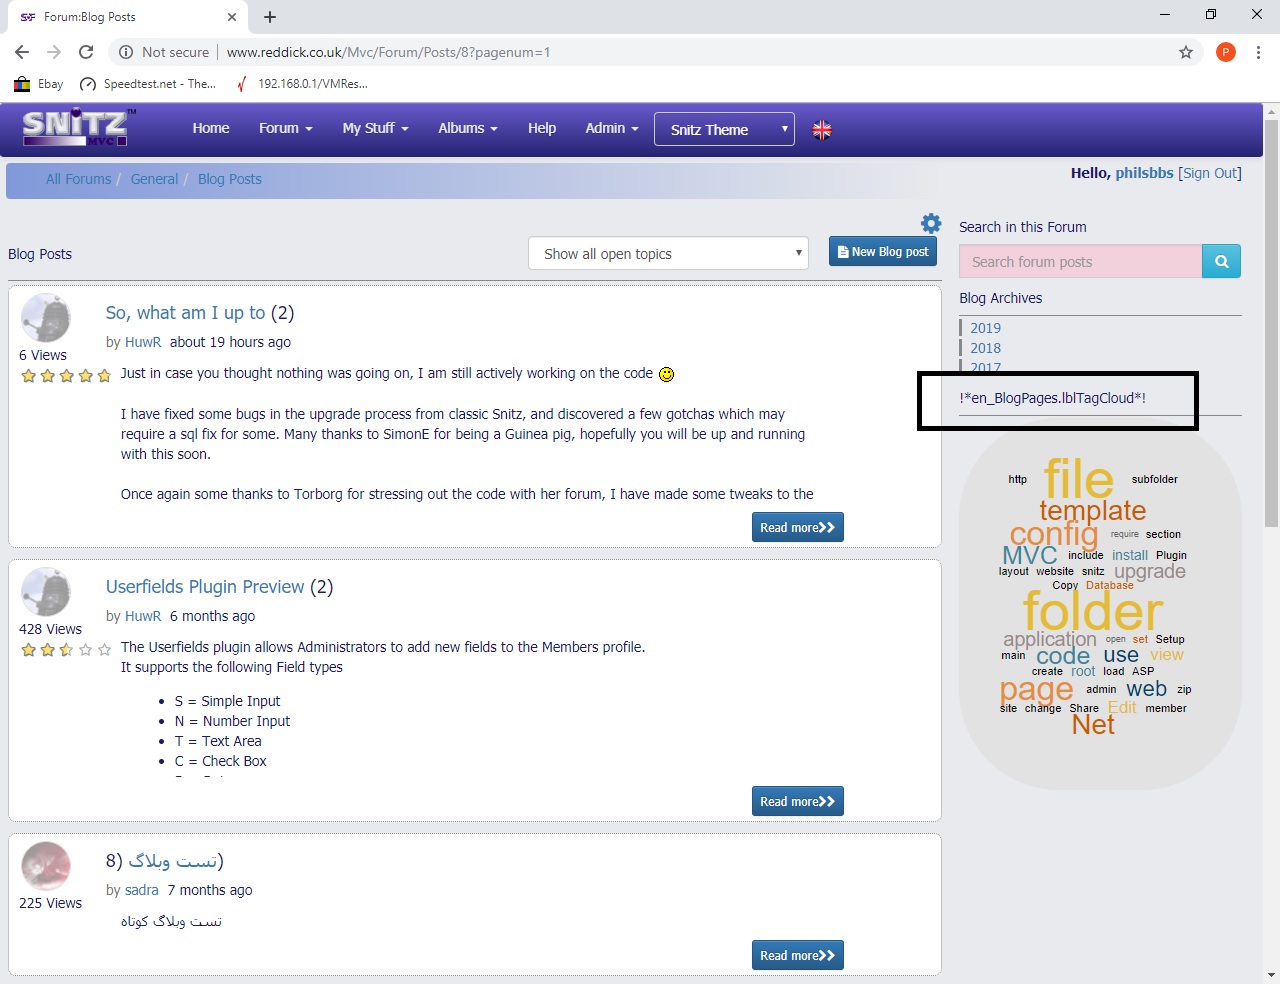 Forum:Blog Posts
Not secure
www.reddick.co.uk/Mvc/Forum/Posts/8?pagenum=1
P
Ebay
Speedtest.net - The...
192.168.0.1/VMRes...
SNiTZ™
MVC
Home
Forum
My Stuff
Albums
Help
Admin
Snitz Theme
All Forums / General / Blog Posts
Hello, philsbbs [Sign Out]
Blog Posts
Show all open topics
New Blog post
So, what am I up to (2)
by HuwR about 19 hours ago
6 Views
Just in case you thought nothing was going on, I am still actively working on the code
I have fixed some bugs in the upgrade process from classic Snitz, and discovered a few gotchas which may
require a sql fix for some. Many thanks to SimonE for being a Guinea pig, hopefully you will be up and running
with this soon.
Once again some thanks to Torborg for stressing out the code with her forum, I have made some tweaks to the
Read more
Userfields Plugin Preview (2)
by HuwR 6 months ago
428 Views
The Userfields plugin allows Administrators to add new fields to the Members profile.
It supports the following Field types
• S = Simple Input
• N = Number Input
• T = Text Area
• C = Check Box
Read more
8) تست وبلاگ)
by sadra 7 months ago
225 Views
تست وبلاگ کوتاه
Read more
Search in this Forum
Search forum posts
Blog Archives
2019
2018
2017
!*en_BlogPages.lblTagCloud*!
http file subfolder
template
config require section
MVC include install Plugin
layout website snitz upgrade
Copy Database
folder
application open set Setup
main code use view
create root load ASP
page admin web zip
site change Share Edit member
Net